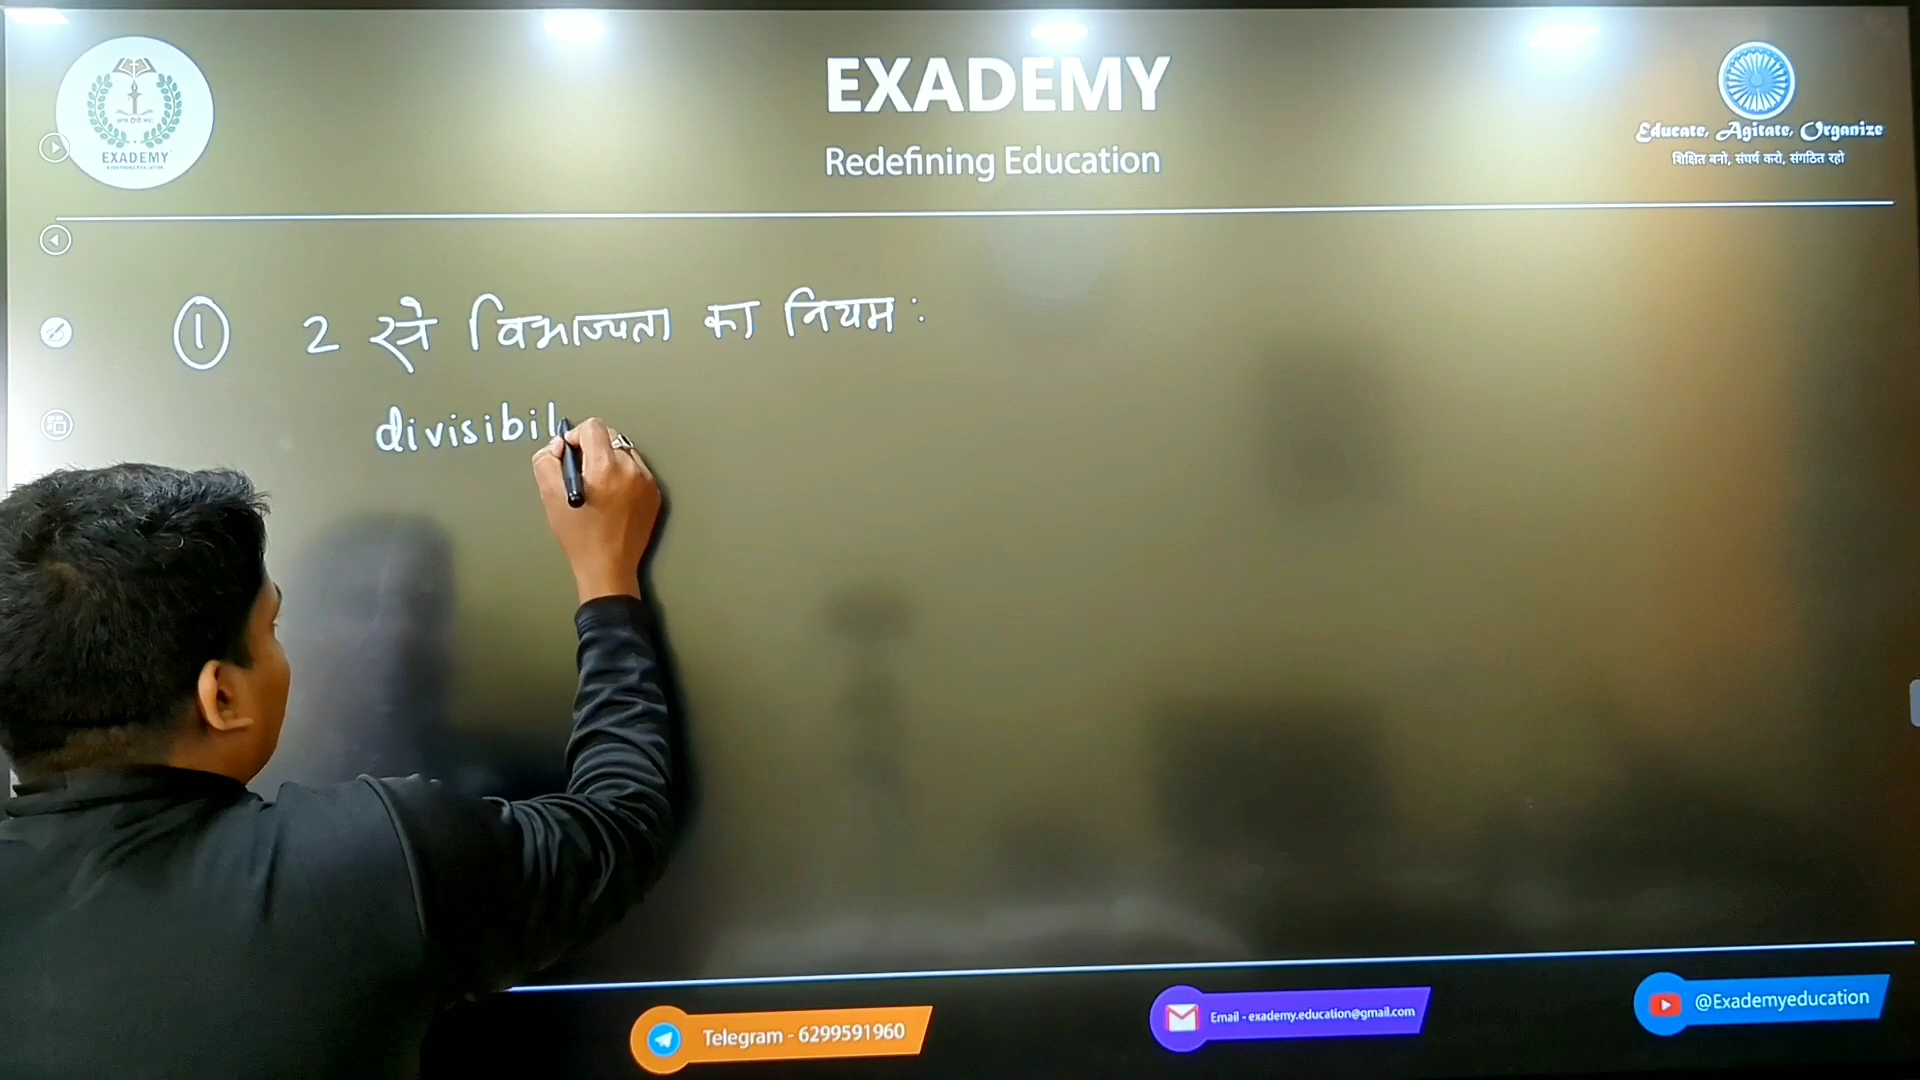 EXADEMY
Redefining Education
EXADEMY
Educate, Agitate, Organize
शिक्षित बनो, संघर्ष करो, संगठित रहो
① 2 से विभाज्यता का नियम :
divisibil
Telegram - 6299591960
Email - exademy.education@gmail.com
@Exademyeducation